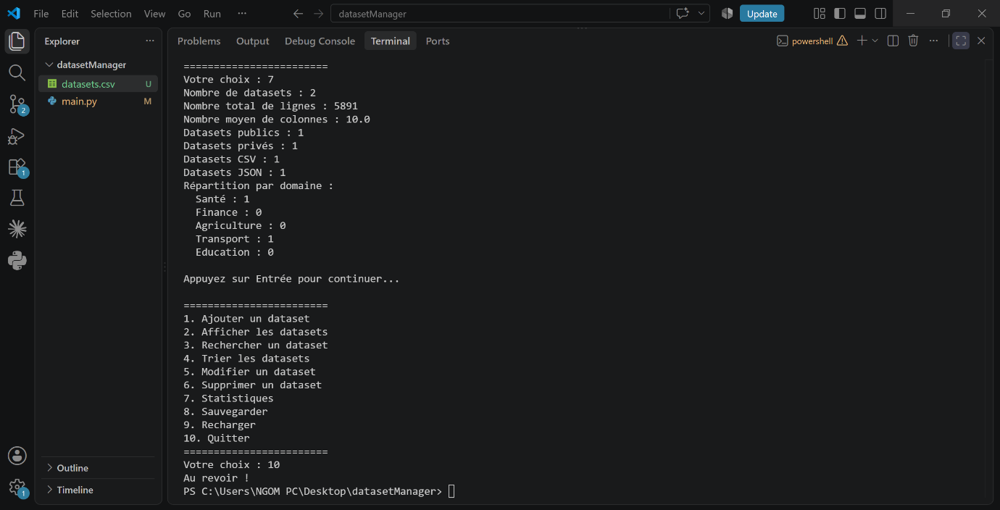 File Edit Selection View Go Run ··· datasetManager Update
Explorer ···
datasetManager
datasets.csv U
main.py M
2
1
Outline
Timeline
1
Problems Output Debug Console Terminal Ports powershell ···
========================
Votre choix : 7
Nombre de datasets : 2
Nombre total de lignes : 5891
Nombre moyen de colonnes : 10.0
Datasets publics : 1
Datasets privés : 1
Datasets CSV : 1
Datasets JSON : 1
Répartition par domaine :
  Santé : 1
  Finance : 0
  Agriculture : 0
  Transport : 1
  Education : 0
Appuyez sur Entrée pour continuer...
========================
1. Ajouter un dataset
2. Afficher les datasets
3. Rechercher un dataset
4. Trier les datasets
5. Modifier un dataset
6. Supprimer un dataset
7. Statistiques
8. Sauvegarder
9. Recharger
10. Quitter
========================
Votre choix : 10
Au revoir !
PS C:\Users\NGOM PC\Desktop\datasetManager>